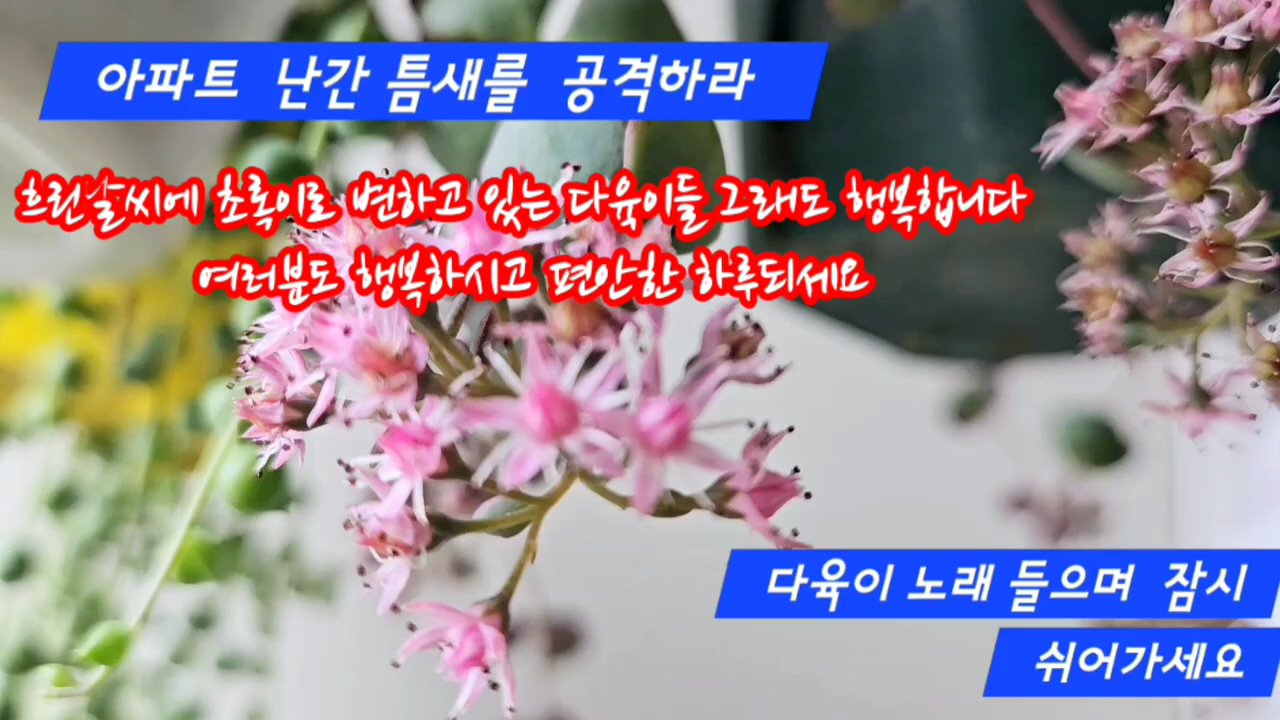 아파트 난간 틈새를 공격하라
흐린날씨에 초록이로 변하고 있는 다육이들 그래도 행복합니다
여러분도 행복하시고 편안한 하루되세요
다육이 노래 들으며 잠시
쉬어가세요